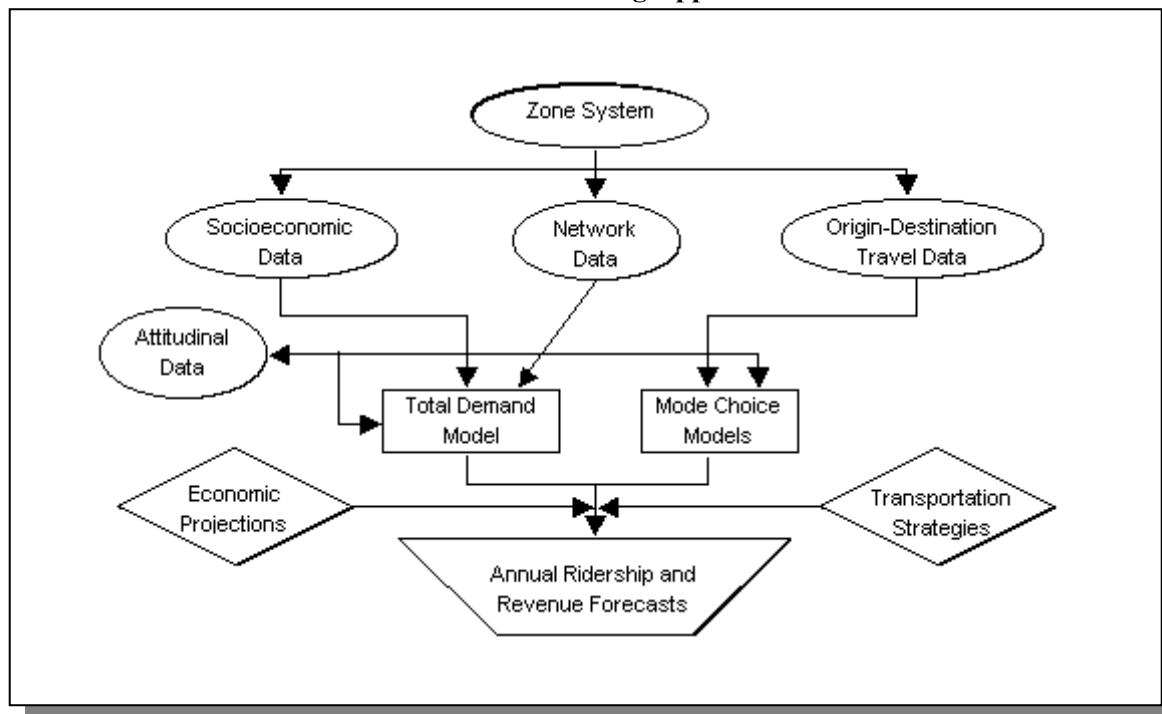 Zone System
Socioeconomic
Data
Network
Data
Origin-Destination
Travel Data
Attitudinal
Data
Total Demand
Model
Mode Choice
Models
Economic
Projections
Transportation
Strategies
Annual Ridership and
Revenue Forecasts